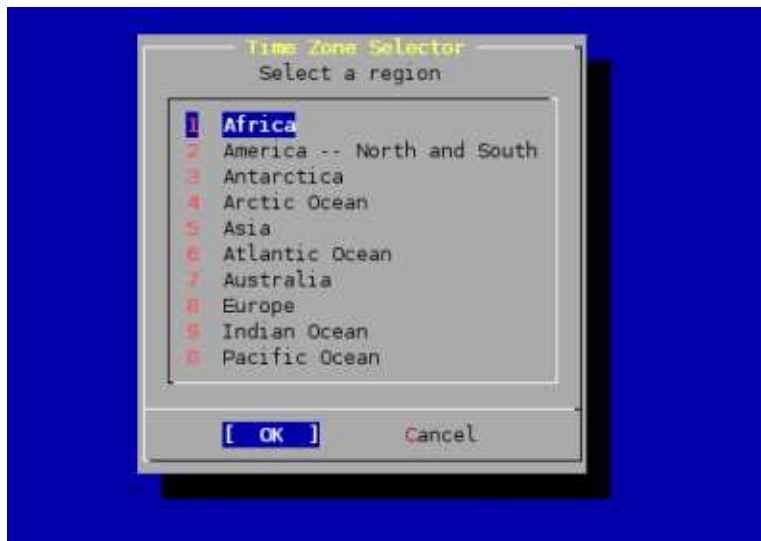 Time Zone Selector
Select a region
1 Africa
2 America -- North and South
3 Antarctica
4 Arctic Ocean
5 Asia
6 Atlantic Ocean
7 Australia
8 Europe
9 Indian Ocean
0 Pacific Ocean
[ OK ] Cancel